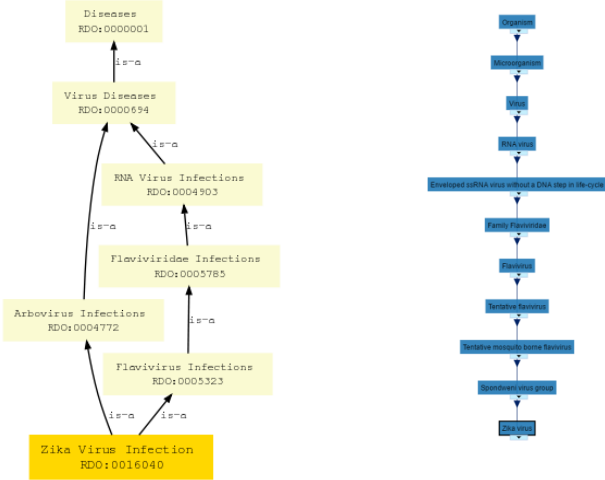 Diseases
RDO:0000001
is-a
Virus Diseases
RDO:0000694
is-a
is-a
RNA Virus Infections
RDO:0004903
is-a
Flaviviridae Infections
RDO:0005785
is-a
Arbovirus Infections
RDO:0004772
Flavivirus Infections
RDO:0005323
is-a
is-a
Zika Virus Infection
RDO:0016040
Organism
Microorganism
Virus
RNA virus
Enveloped ssRNA virus without a DNA step in life-cycle
Family Flaviviridae
Flavivirus
Tentative flavivirus
Tentative mosquito borne flavivirus
Spondweni virus group
Zika virus